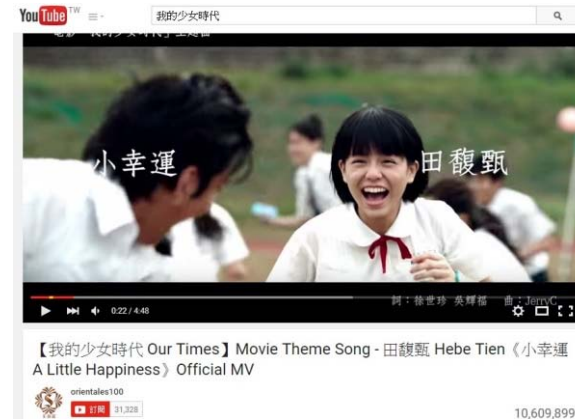 YouTube TW
我的少女時代
小幸運
田馥甄
詞：徐世珍 吳輝福 曲：JerryC
0:22 / 4:48
【我的少女時代 Our Times】Movie Theme Song - 田馥甄 Hebe Tien《小幸運
A Little Happiness》Official MV
orientales100
訂閱 31,328
10,609,899